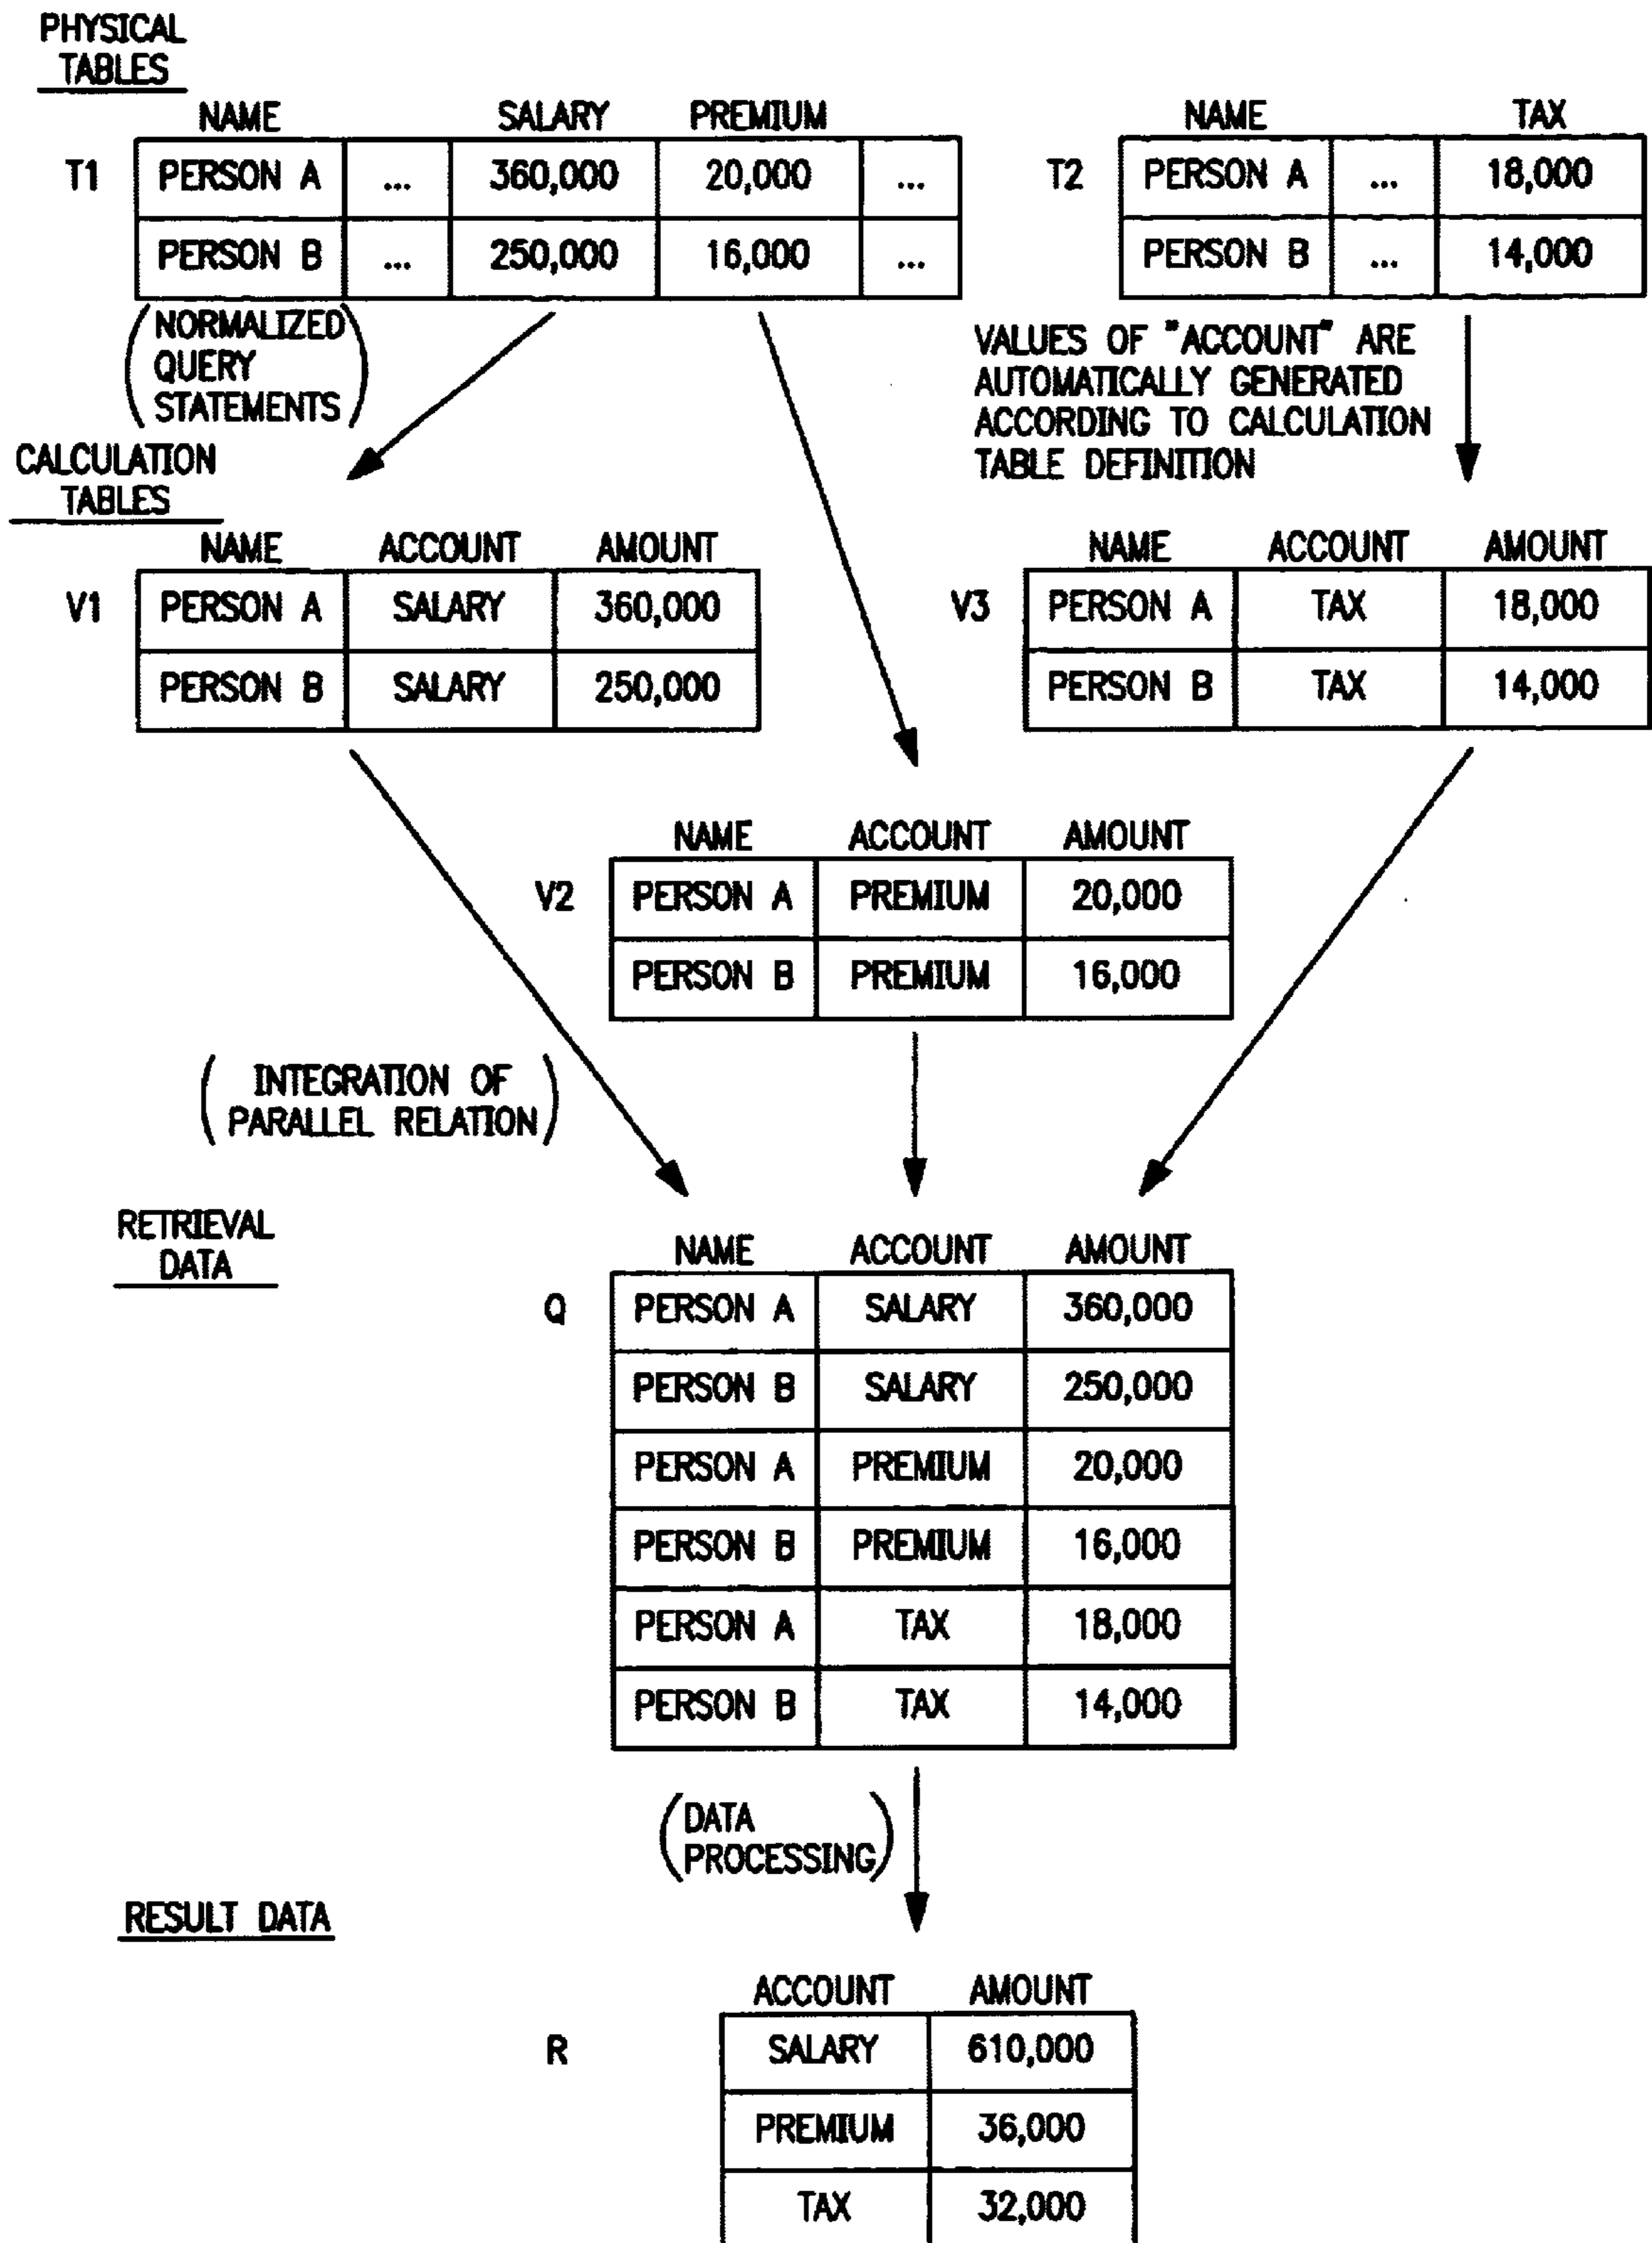 PHYSICAL
TABLES
NAME SALARY PREMIUM
T1 PERSON A ... 360,000 20,000 ...
PERSON B ... 250,000 16,000 ...
NAME TAX
T2 PERSON A ... 18,000
PERSON B ... 14,000
(NORMALIZED
QUERY
STATEMENTS)
VALUES OF "ACCOUNT" ARE
AUTOMATICALLY GENERATED
ACCORDING TO CALCULATION
TABLE DEFINITION
CALCULATION
TABLES
NAME ACCOUNT AMOUNT
V1 PERSON A SALARY 360,000
PERSON B SALARY 250,000
NAME ACCOUNT AMOUNT
V3 PERSON A TAX 18,000
PERSON B TAX 14,000
NAME ACCOUNT AMOUNT
V2 PERSON A PREMIUM 20,000
PERSON B PREMIUM 16,000
(INTEGRATION OF
PARALLEL RELATION)
RETRIEVAL
DATA
NAME ACCOUNT AMOUNT
Q PERSON A SALARY 360,000
PERSON B SALARY 250,000
PERSON A PREMIUM 20,000
PERSON B PREMIUM 16,000
PERSON A TAX 18,000
PERSON B TAX 14,000
(DATA
PROCESSING)
RESULT DATA
ACCOUNT AMOUNT
R SALARY 610,000
PREMIUM 36,000
TAX 32,000